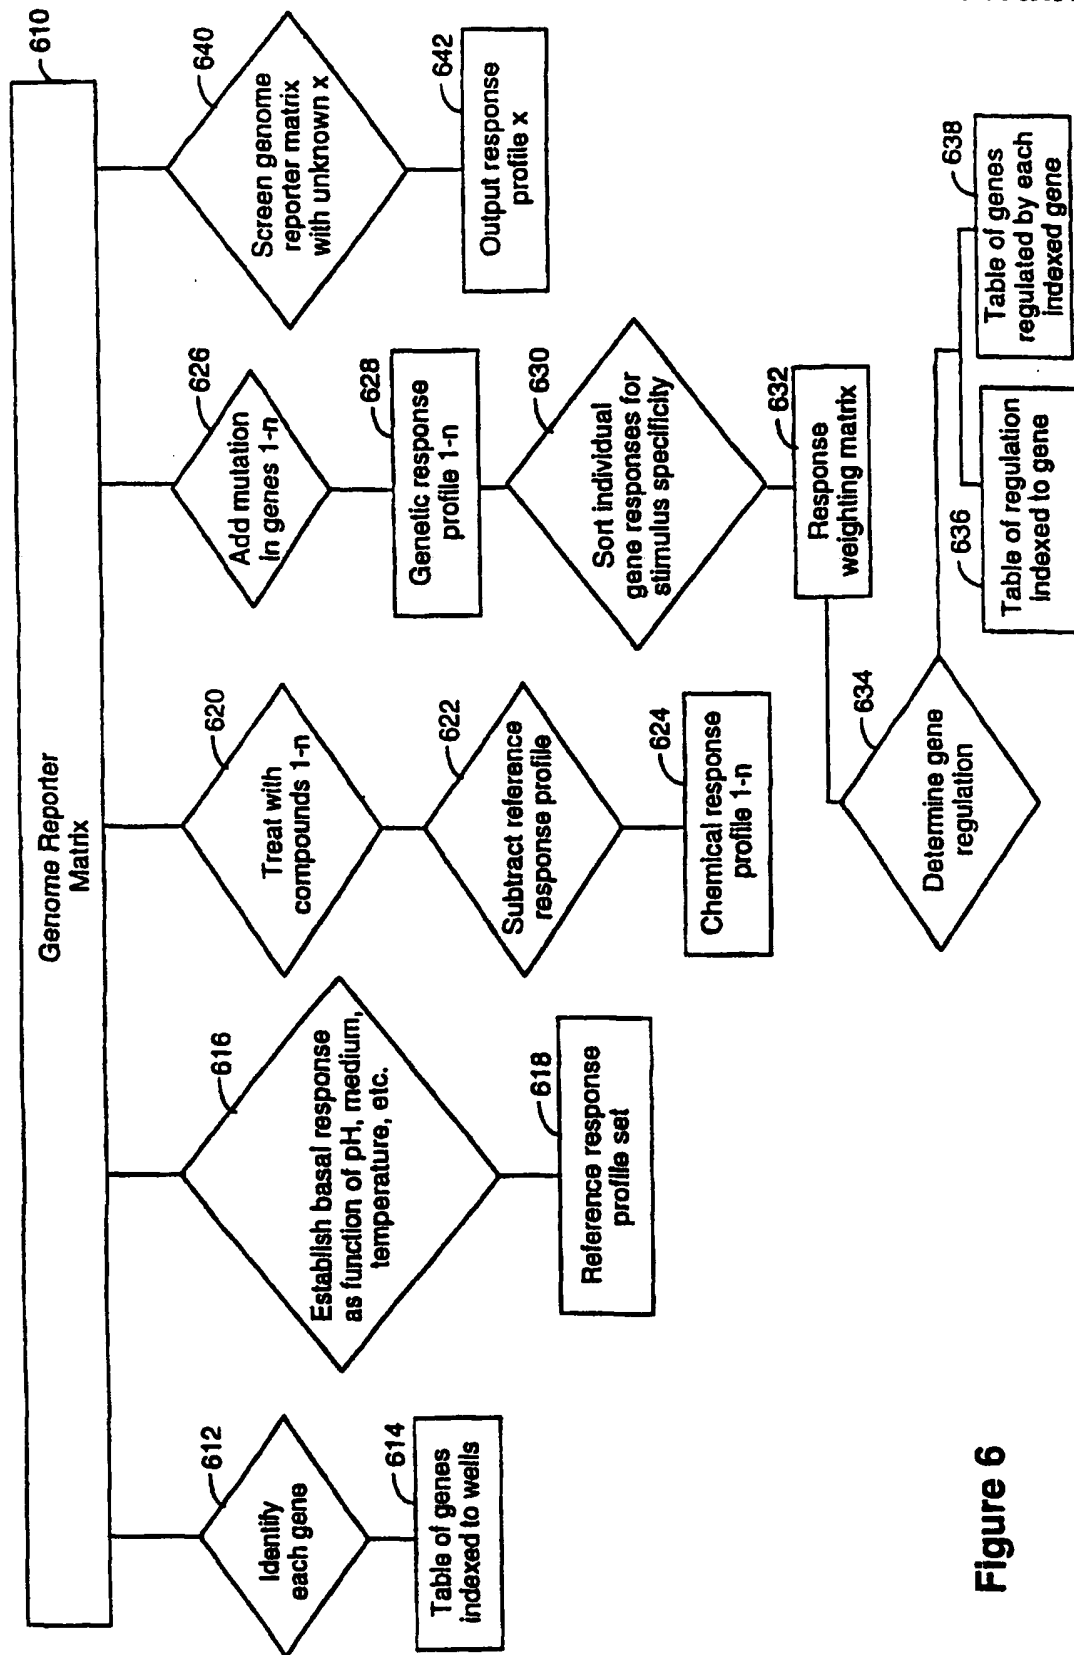 Genome Reporter
Matrix
610
612
Identify
each gene
614
Table of genes
indexed to wells
616
Establish basal response
as function of pH, medium,
temperature, etc.
618
Reference response
profile set
620
Treat with
compounds 1-n
622
Subtract reference
response profile
624
Chemical response
profile 1-n
626
Add mutation
in genes 1-n
628
Genetic response
profile 1-n
630
Sort individual
gene responses for
stimulus specificity
632
Response
weighting matrix
634
Determine gene
regulation
636
Table of regulation
indexed to gene
638
Table of genes
regulated by each
indexed gene
640
Screen genome
reporter matrix
with unknown x
642
Output response
profile x
Figure 6